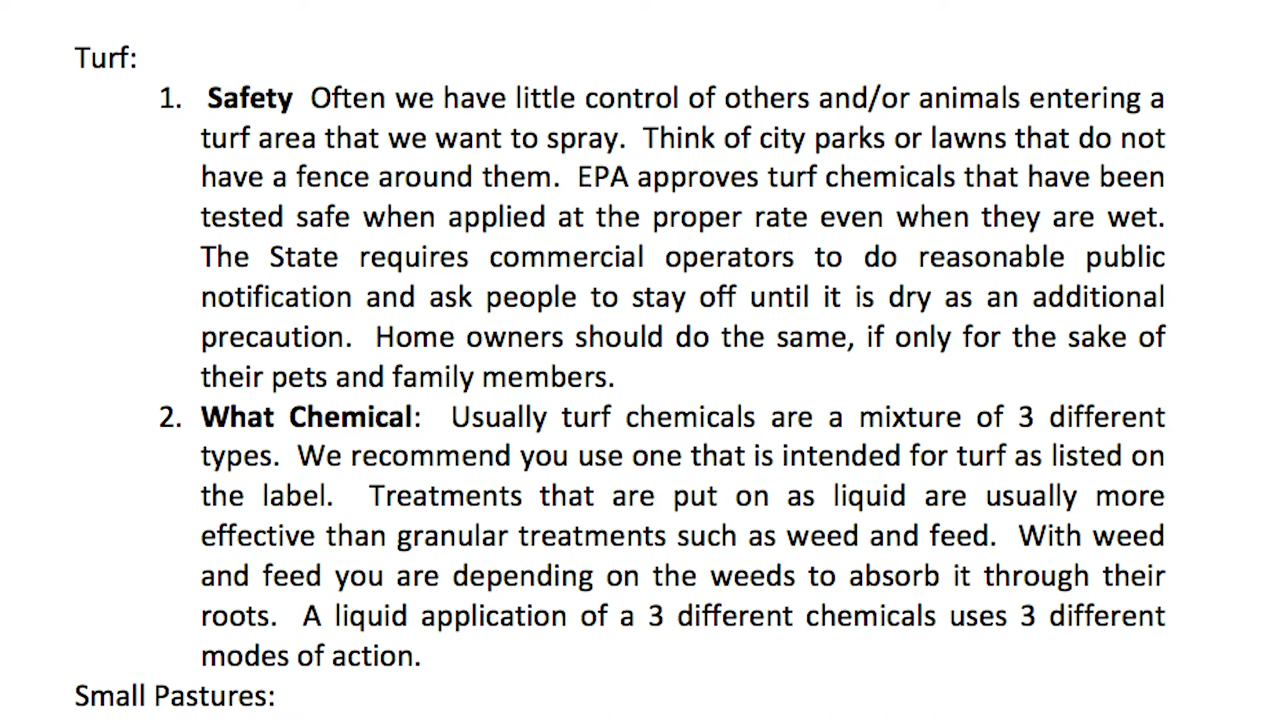 Turf:
1. Safety Often we have little control of others and/or animals entering a
turf area that we want to spray. Think of city parks or lawns that do not
have a fence around them. EPA approves turf chemicals that have been
tested safe when applied at the proper rate even when they are wet.
The State requires commercial operators to do reasonable public
notification and ask people to stay off until it is dry as an additional
precaution. Home owners should do the same, if only for the sake of
their pets and family members.
2. What Chemical: Usually turf chemicals are a mixture of 3 different
types. We recommend you use one that is intended for turf as listed on
the label. Treatments that are put on as liquid are usually more
effective than granular treatments such as weed and feed. With weed
and feed you are depending on the weeds to absorb it through their
roots. A liquid application of a 3 different chemicals uses 3 different
modes of action.
Small Pastures: